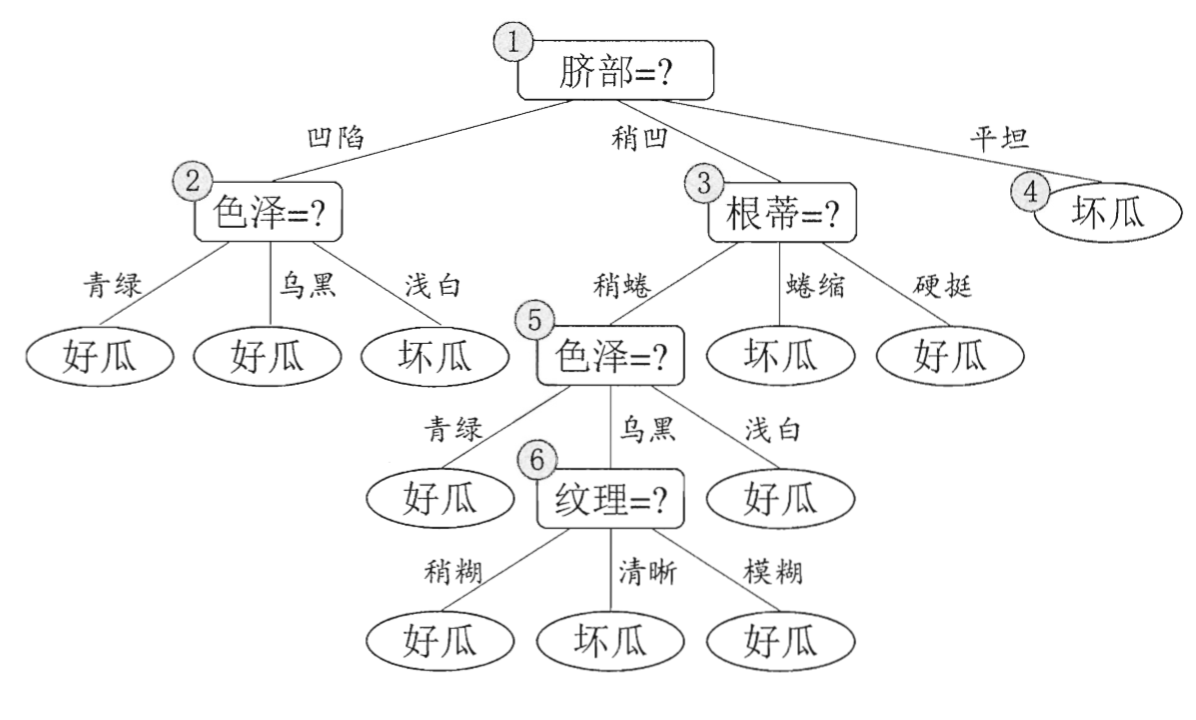 ①
脐部=?
凹陷 稍凹 平坦
② ③ ④
色泽=? 根蒂=? 坏瓜
青绿 乌黑 浅白 稍蜷 蜷缩 硬挺
⑤
好瓜 好瓜 坏瓜 色泽=? 坏瓜 好瓜
青绿 乌黑 浅白
⑥
好瓜 纹理=? 好瓜
稍糊 清晰 模糊
好瓜 坏瓜 好瓜